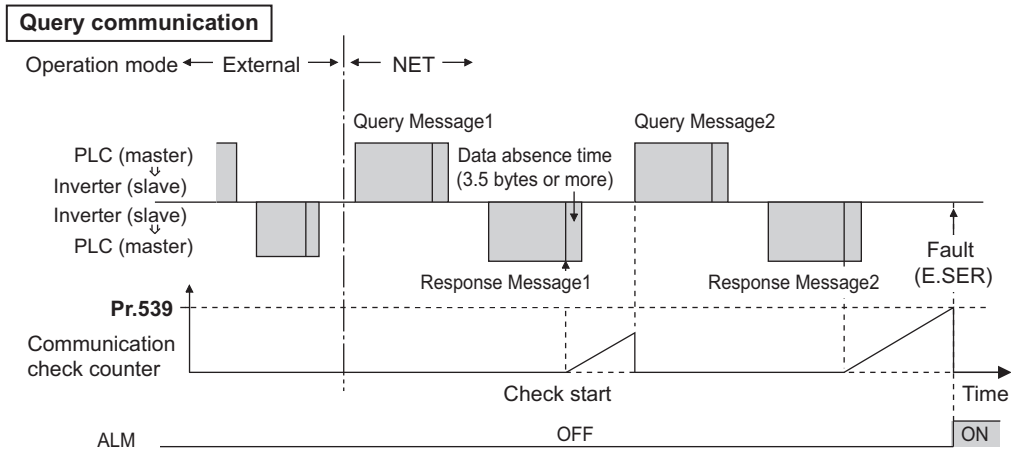 Query communication
Operation mode External NET
Query Message1 Query Message2
PLC (master)
Inverter (slave)
Data absence time
(3.5 bytes or more)
Inverter (slave)
PLC (master)
Response Message1 Response Message2
Fault
(E.SER)
Pr.539
Communication
check counter
Check start
Time
ALM OFF ON